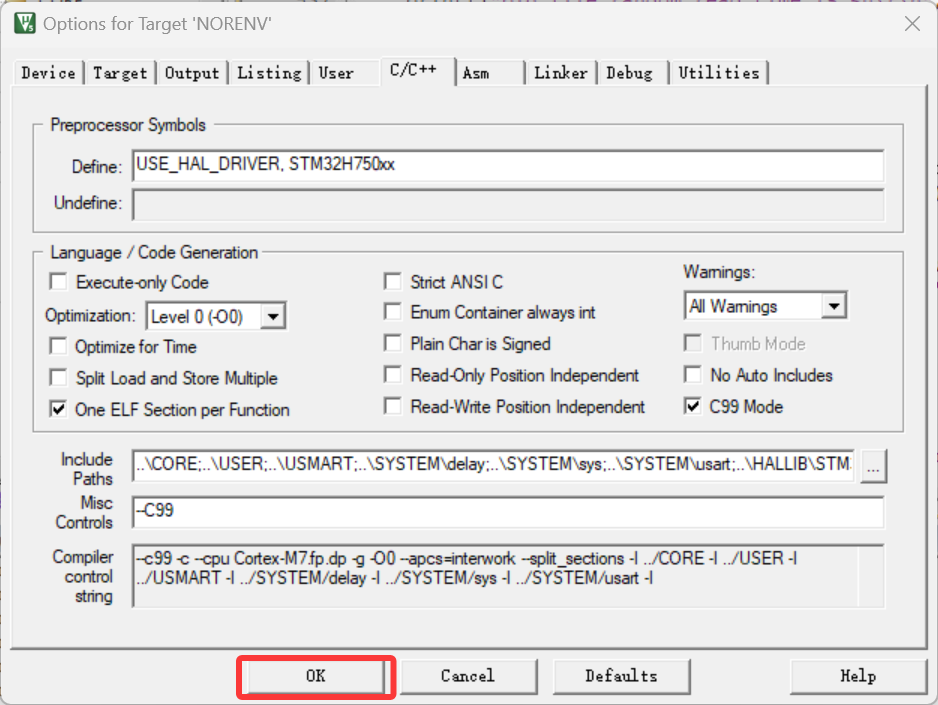 Options for Target 'NORENV'
Device Target Output Listing User C/C++ Asm Linker Debug Utilities
Preprocessor Symbols
Define: USE_HAL_DRIVER, STM32H750xx
Undefine:
Language / Code Generation
Execute-only Code
Optimization: Level 0 (-O0)
Optimize for Time
Split Load and Store Multiple
One ELF Section per Function
Strict ANSI C
Enum Container always int
Plain Char is Signed
Read-Only Position Independent
Read-Write Position Independent
Warnings:
All Warnings
Thumb Mode
No Auto Includes
C99 Mode
Include Paths
..\CORE;..\USER;..\USMART;..\SYSTEM\delay;..\SYSTEM\sys;..\SYSTEM\usart;..\HALLIB\STM
...
Misc Controls
--C99
Compiler control string
--c99 -c --cpu Cortex-M7.fp.dp -g -O0 --apcs=interwork --split_sections -I ../CORE -I ../USER -I
../USMART -I ../SYSTEM/delay -I ../SYSTEM/sys -I ../SYSTEM/usart -I
OK Cancel Defaults Help